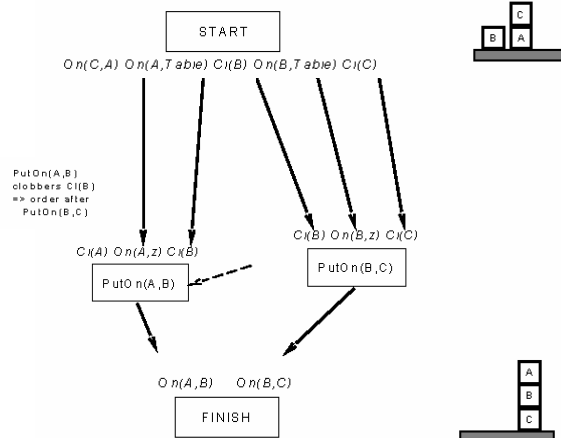 START
C
B A
On(C,A) On(A,Table) Cl(B) On(B,Table) Cl(C)
PutOn(A,B)
clobbers Cl(B)
=> order after
PutOn(B,C)
Cl(B) On(B,z) Cl(C)
Cl(A) On(A,z) Cl(B)
PutOn(B,C)
PutOn(A,B)
On(A,B) On(B,C)
FINISH
A
B
C